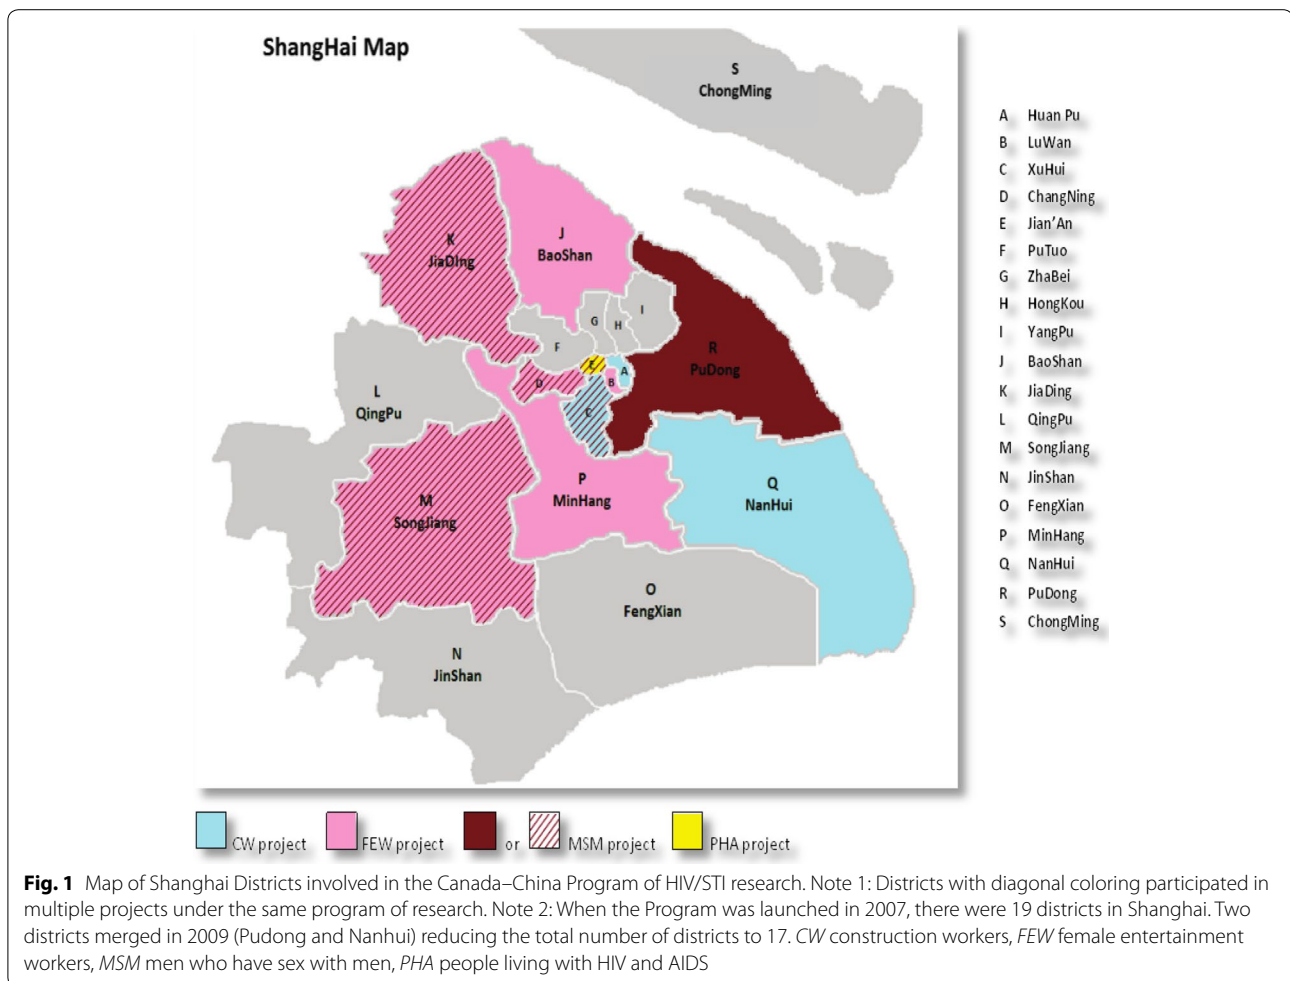 ShangHai Map
S
ChongMing
K
JiaDing
J
BaoShan
I
G
H
F
R
PuDong
E
A
D
B
C
L
QingPu
Q
NanHui
P
MinHang
M
SongJiang
O
FengXian
N
JinShan
A Huan Pu
B LuWan
C XuHui
D ChangNing
E Jian'An
F PuTuo
G ZhaBei
H HongKou
I YangPu
J BaoShan
K JiaDing
L QingPu
M SongJiang
N JinShan
O FengXian
P MinHang
Q NanHui
R PuDong
S ChongMing
CW project FEW project or MSM project PHA project
Fig. 1 Map of Shanghai Districts involved in the Canada–China Program of HIV/STI research. Note 1: Districts with diagonal coloring participated in
multiple projects under the same program of research. Note 2: When the Program was launched in 2007, there were 19 districts in Shanghai. Two
districts merged in 2009 (Pudong and Nanhui) reducing the total number of districts to 17. CW construction workers, FEW female entertainment
workers, MSM men who have sex with men, PHA people living with HIV and AIDS